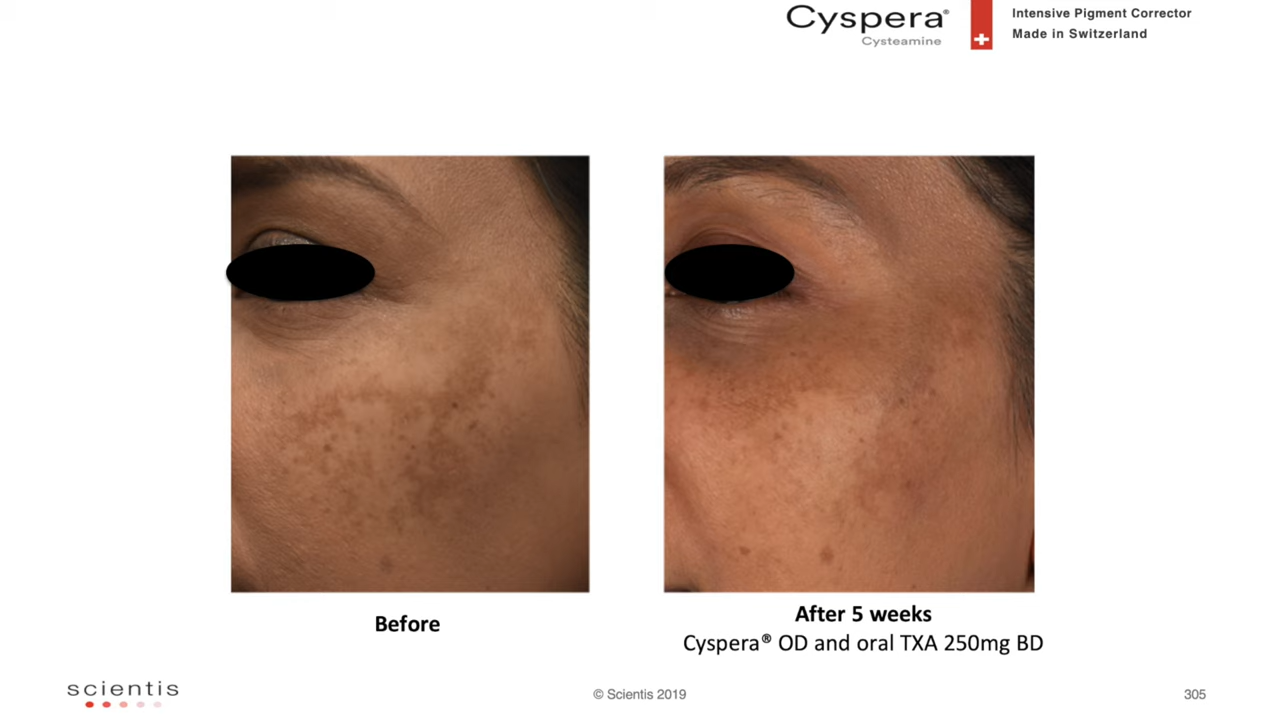 Cyspera®
Cysteamine
Intensive Pigment Corrector
Made in Switzerland
Before
After 5 weeks
Cyspera® OD and oral TXA 250mg BD
scientis
© Scientis 2019
305